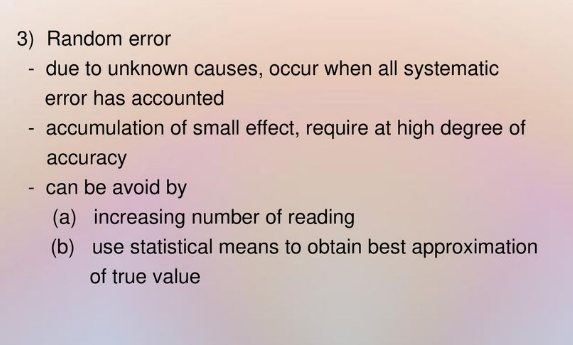 3) Random error
- due to unknown causes, occur when all systematic
error has accounted
- accumulation of small effect, require at high degree of
accuracy
- can be avoid by
(a) increasing number of reading
(b) use statistical means to obtain best approximation
of true value